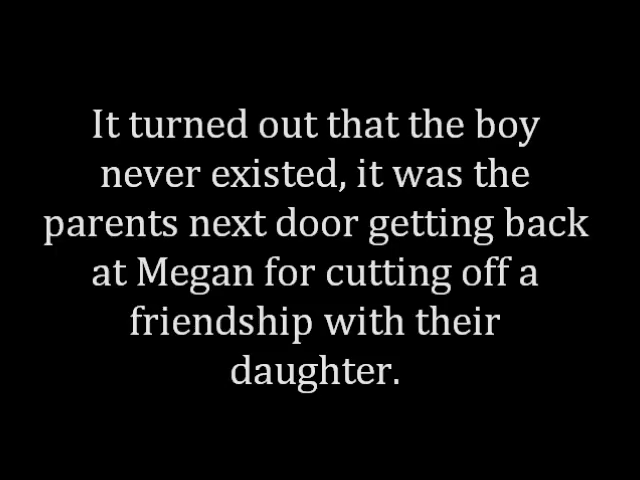 It turned out that the boy
never existed, it was the
parents next door getting back
at Megan for cutting off a
friendship with their
daughter.